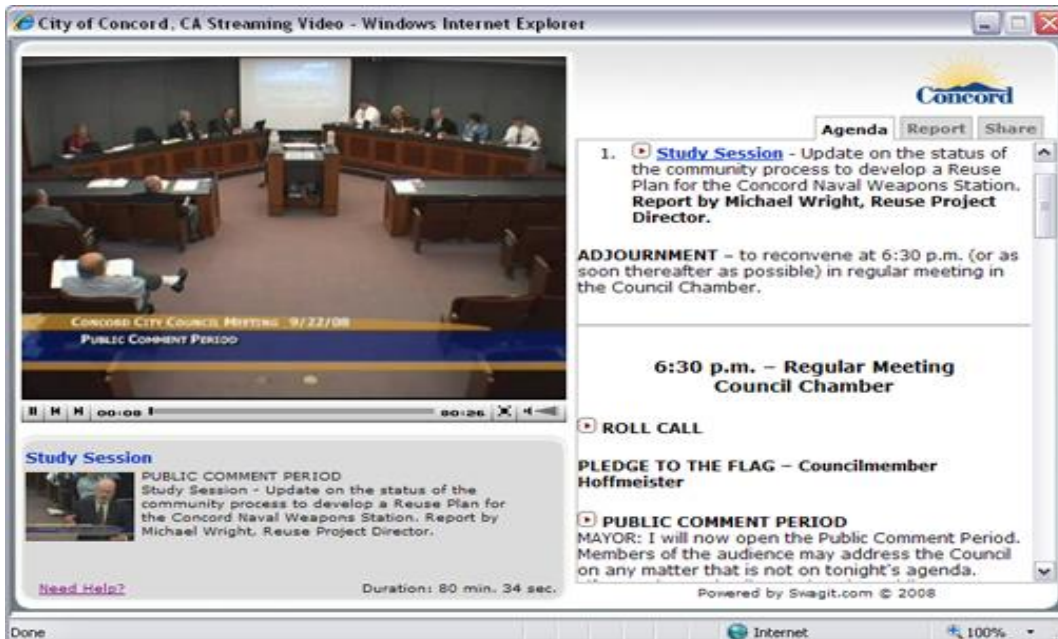 City of Concord, CA Streaming Video - Windows Internet Explorer
CONCORD CITY COUNCIL MEETING 9/22/08
PUBLIC COMMENT PERIOD
00:00
00:26
Study Session
PUBLIC COMMENT PERIOD
Study Session - Update on the status of the
community process to develop a Reuse Plan for
the Concord Naval Weapons Station. Report by
Michael Wright, Reuse Project Director.
Need Help?
Duration: 80 min. 34 sec.
Concord
Agenda Report Share
1. Study Session - Update on the status of
the community process to develop a Reuse
Plan for the Concord Naval Weapons Station.
Report by Michael Wright, Reuse Project
Director.
ADJOURNMENT – to reconvene at 6:30 p.m. (or as
soon thereafter as possible) in regular meeting in
the Council Chamber.
6:30 p.m. – Regular Meeting
Council Chamber
ROLL CALL
PLEDGE TO THE FLAG – Councilmember
Hoffmeister
PUBLIC COMMENT PERIOD
MAYOR: I will now open the Public Comment Period.
Members of the audience may address the Council
on any matter that is not on tonight's agenda.
Powered by Swagit.com © 2008
Done
Internet
100%